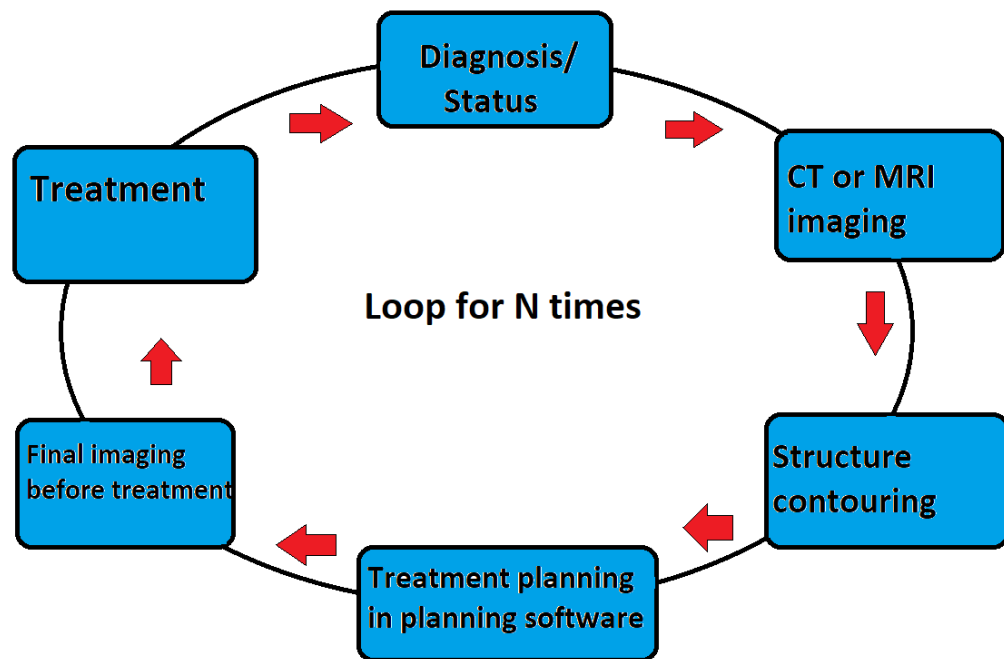 Diagnosis/
Status
CT or MRI
imaging
Structure
contouring
Treatment planning
in planning software
Final imaging
before treatment
Treatment
Loop for N times